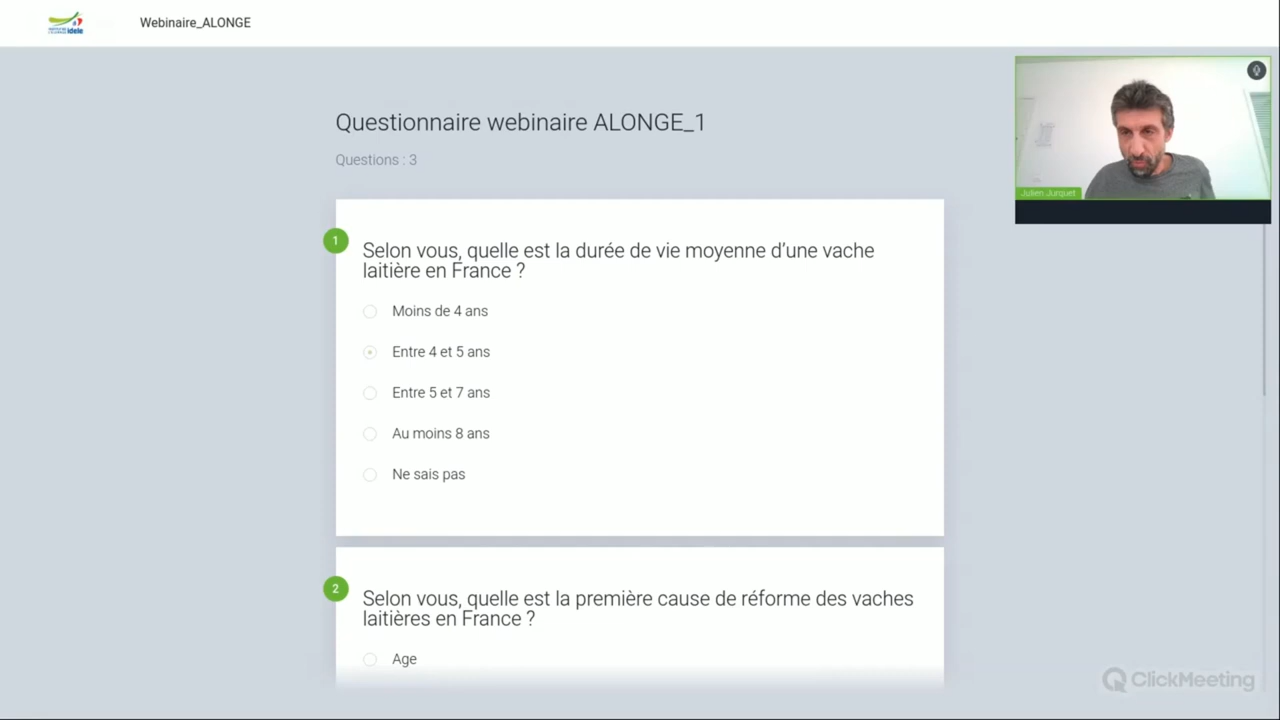 idele
Webinaire_ALONGE
Questionnaire webinaire ALONGE_1
Questions : 3
Julien Jurquet
1
Selon vous, quelle est la durée de vie moyenne d’une vache
laitière en France ?
Moins de 4 ans
Entre 4 et 5 ans
Entre 5 et 7 ans
Au moins 8 ans
Ne sais pas
2
Selon vous, quelle est la première cause de réforme des vaches
laitières en France ?
Age
ClickMeeting